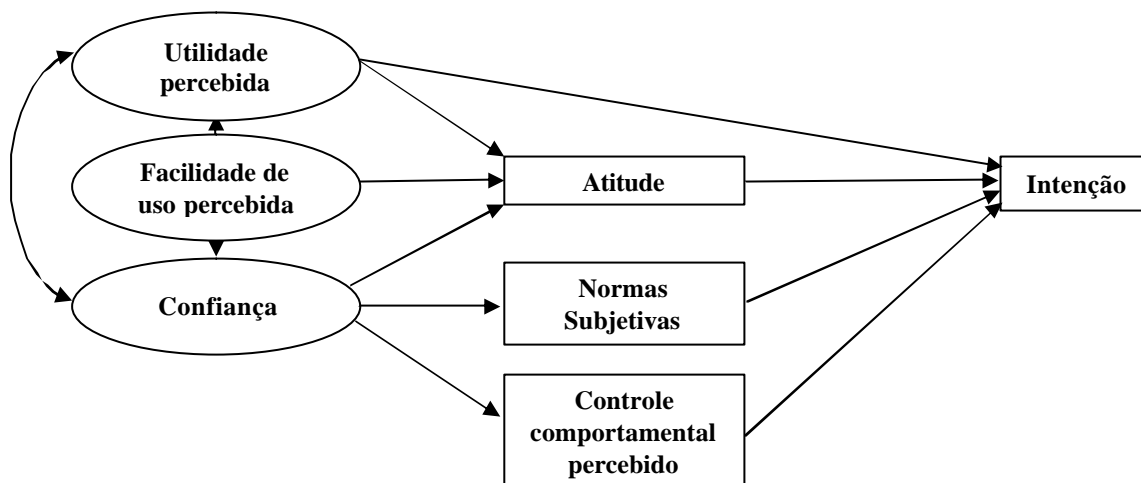 Utilidade
percebida
Facilidade de
uso percebida
Confiança
Atitude
Normas
Subjetivas
Controle
comportamental
percebido
Intenção